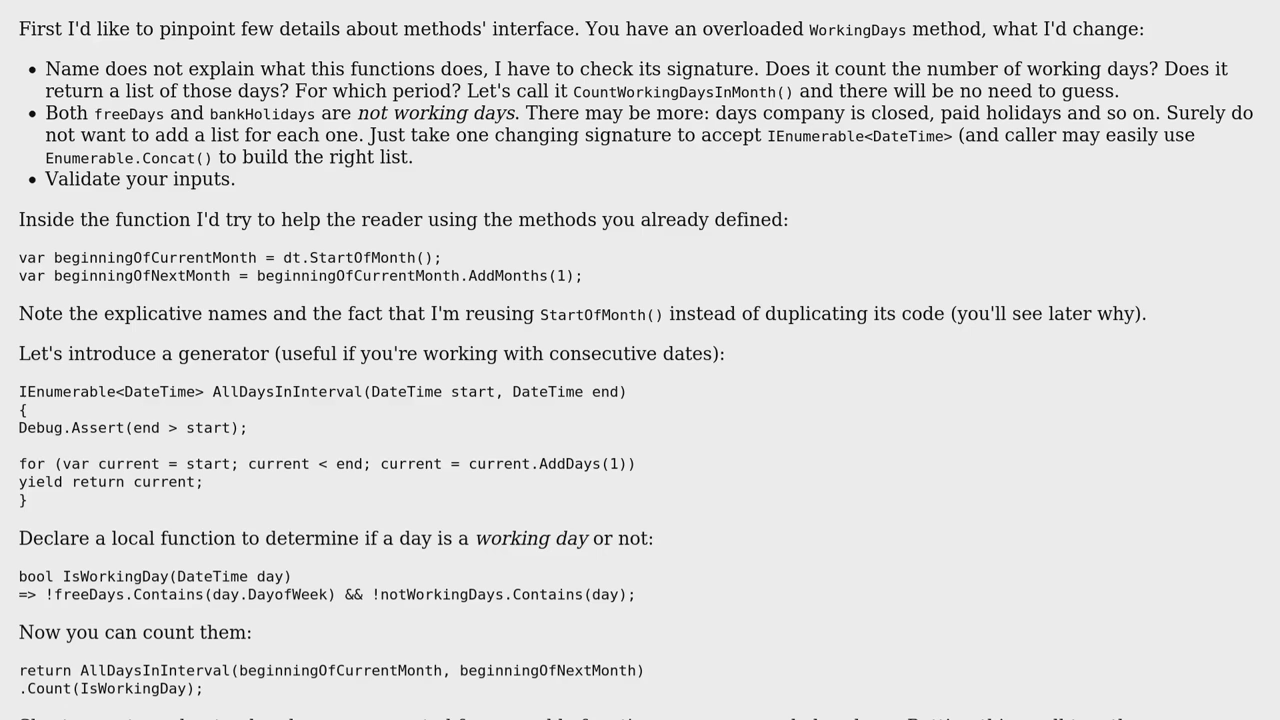 First I'd like to pinpoint few details about methods' interface. You have an overloaded WorkingDays method, what I'd change:
• Name does not explain what this functions does, I have to check its signature. Does it count the number of working days? Does it
return a list of those days? For which period? Let's call it CountWorkingDaysInMonth() and there will be no need to guess.
• Both freeDays and bankHolidays are not working days. There may be more: days company is closed, paid holidays and so on. Surely do
not want to add a list for each one. Just take one changing signature to accept IEnumerable<DateTime> (and caller may easily use
Enumerable.Concat() to build the right list.
• Validate your inputs.
Inside the function I'd try to help the reader using the methods you already defined:
var beginningOfCurrentMonth = dt.StartOfMonth();
var beginningOfNextMonth = beginningOfCurrentMonth.AddMonths(1);
Note the explicative names and the fact that I'm reusing StartOfMonth() instead of duplicating its code (you'll see later why).
Let's introduce a generator (useful if you're working with consecutive dates):
IEnumerable<DateTime> AllDaysInInterval(DateTime start, DateTime end)
{
Debug.Assert(end > start);
for (var current = start; current < end; current = current.AddDays(1))
yield return current;
}
Declare a local function to determine if a day is a working day or not:
bool IsWorkingDay(DateTime day)
=> !freeDays.Contains(day.DayofWeek) && !notWorkingDays.Contains(day);
Now you can count them:
return AllDaysInInterval(beginningOfCurrentMonth, beginningOfNextMonth)
.Count(IsWorkingDay);